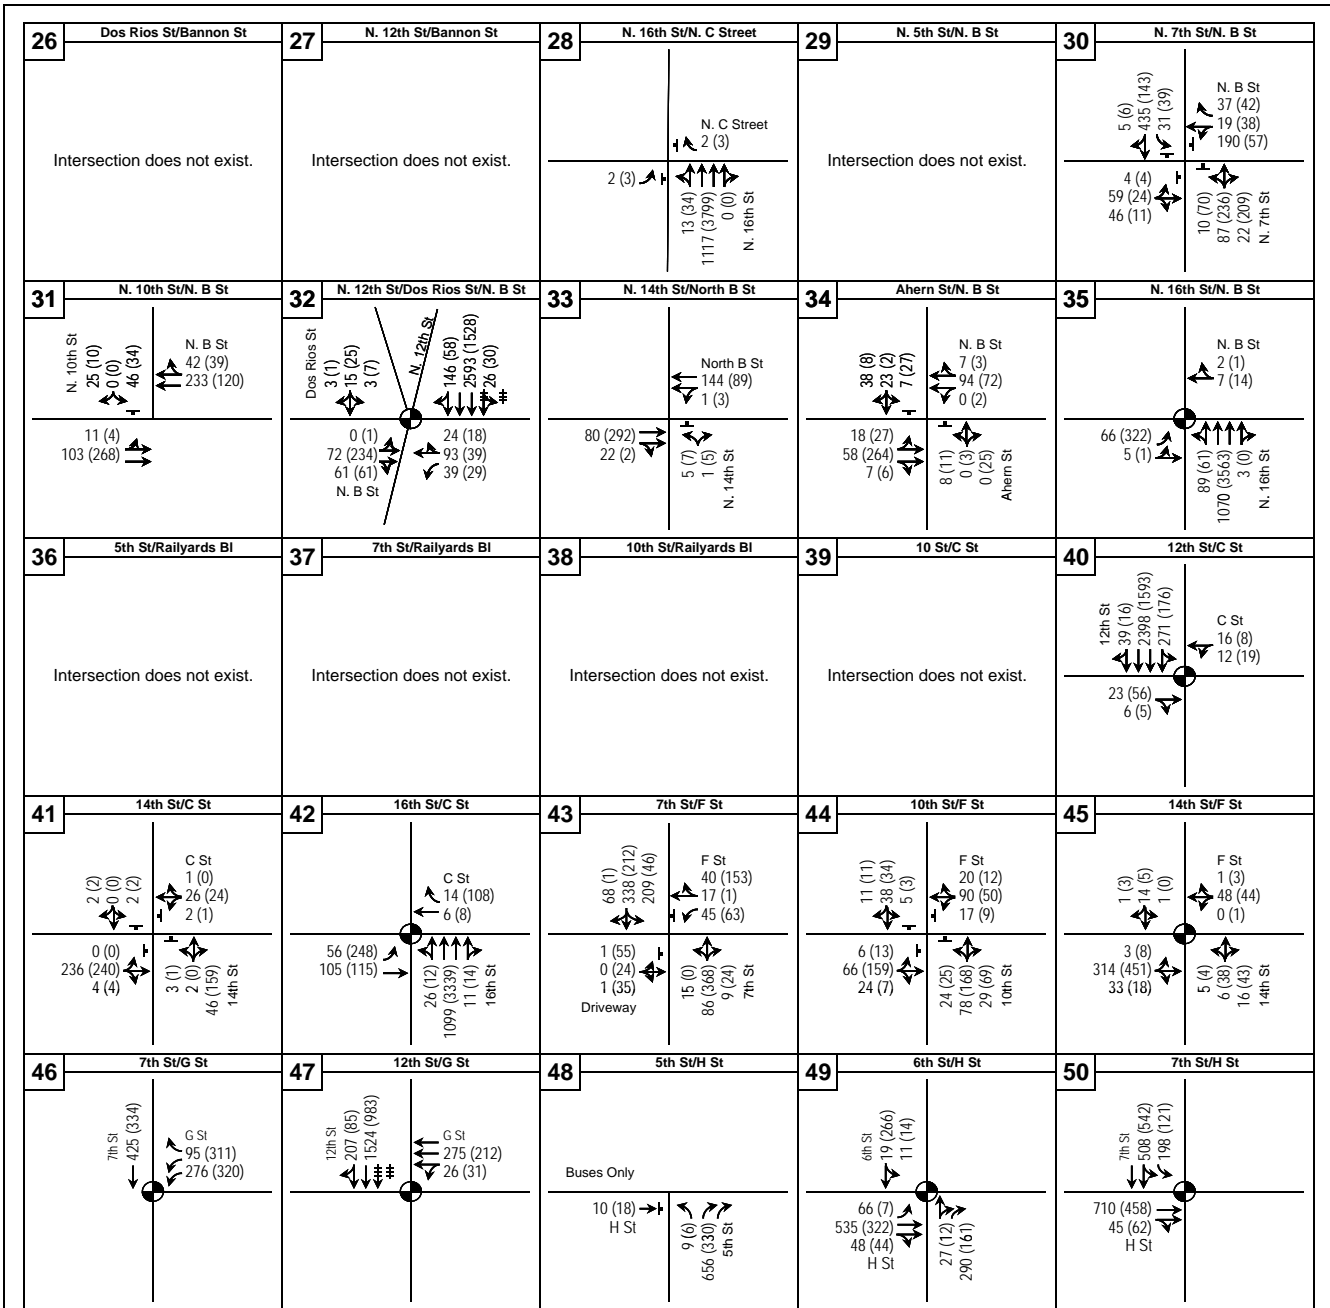 26
Dos Rios St/Bannon St
Intersection does not exist.
27
N. 12th St/Bannon St
Intersection does not exist.
28
N. 16th St/N. C Street
N. C Street
2 (3)
2 (3)
13 (34)
1117 (3799)
0 (0)
N. 16th St
29
N. 5th St/N. B St
Intersection does not exist.
30
N. 7th St/N. B St
5 (6)
435 (143)
31 (39)
N. B St
37 (42)
19 (38)
190 (57)
4 (4)
59 (24)
46 (11)
10 (70)
87 (236)
22 (209)
N. 7th St
31
N. 10th St/N. B St
N. 10th St
25 (10)
0 (0)
46 (34)
N. B St
42 (39)
233 (120)
11 (4)
103 (268)
32
N. 12th St/Dos Rios St/N. B St
Dos Rios St
3 (1)
15 (25)
3 (7)
N. 12th St
146 (58)
2593 (1528)
26 (30)
0 (1)
72 (234)
61 (61)
N. B St
24 (18)
93 (39)
39 (29)
33
N. 14th St/North B St
North B St
144 (89)
1 (3)
80 (292)
22 (2)
5 (7)
1 (5)
N. 14th St
34
Ahern St/N. B St
38 (8)
23 (2)
7 (27)
N. B St
7 (3)
94 (72)
0 (2)
18 (27)
58 (264)
7 (6)
8 (11)
0 (3)
0 (25)
Ahern St
35
N. 16th St/N. B St
N. B St
2 (1)
7 (14)
66 (322)
5 (1)
89 (61)
1070 (3563)
3 (0)
N. 16th St
36
5th St/Railyards Bl
Intersection does not exist.
37
7th St/Railyards Bl
Intersection does not exist.
38
10th St/Railyards Bl
Intersection does not exist.
39
10 St/C St
Intersection does not exist.
40
12th St/C St
12th St
39 (16)
2398 (1593)
271 (176)
C St
16 (8)
12 (19)
23 (56)
6 (5)
41
14th St/C St
2 (2)
0 (0)
2 (2)
C St
1 (0)
26 (24)
2 (1)
0 (0)
236 (240)
4 (4)
3 (1)
2 (0)
46 (159)
14th St
42
16th St/C St
C St
14 (108)
6 (8)
56 (248)
105 (115)
26 (12)
1099 (3339)
11 (14)
16th St
43
7th St/F St
68 (1)
338 (212)
209 (46)
F St
40 (153)
17 (1)
45 (63)
1 (55)
0 (24)
1 (35)
Driveway
15 (0)
86 (368)
9 (24)
7th St
44
10th St/F St
11 (11)
38 (34)
5 (3)
F St
20 (12)
90 (50)
17 (9)
6 (13)
66 (159)
24 (7)
24 (25)
78 (168)
29 (69)
10th St
45
14th St/F St
1 (3)
14 (5)
1 (0)
F St
1 (3)
48 (44)
0 (1)
3 (8)
314 (451)
33 (18)
5 (4)
6 (38)
16 (43)
14th St
46
7th St/G St
7th St
425 (334)
G St
95 (311)
276 (320)
47
12th St/G St
12th St
207 (85)
1524 (983)
G St
275 (212)
26 (31)
48
5th St/H St
Buses Only
10 (18)
H St
9 (6)
656 (330)
5th St
49
6th St/H St
6th St
19 (266)
11 (14)
66 (7)
535 (322)
48 (44)
H St
27 (12)
290 (161)
50
7th St/H St
7th St
508 (542)
198 (121)
710 (458)
45 (62)
H St